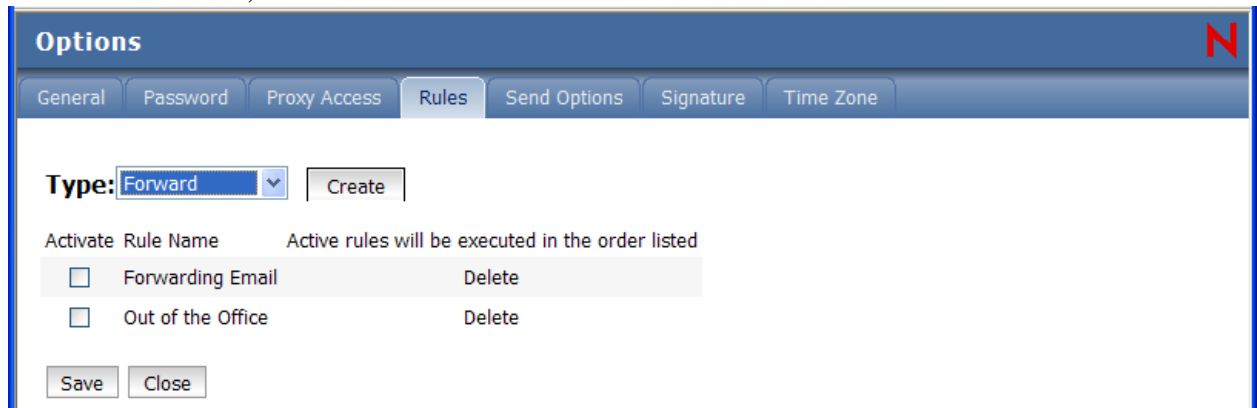 Options
N
General Password Proxy Access Rules Send Options Signature Time Zone
Type: Forward Create
Activate Rule Name Active rules will be executed in the order listed
Forwarding Email Delete
Out of the Office Delete
Save Close